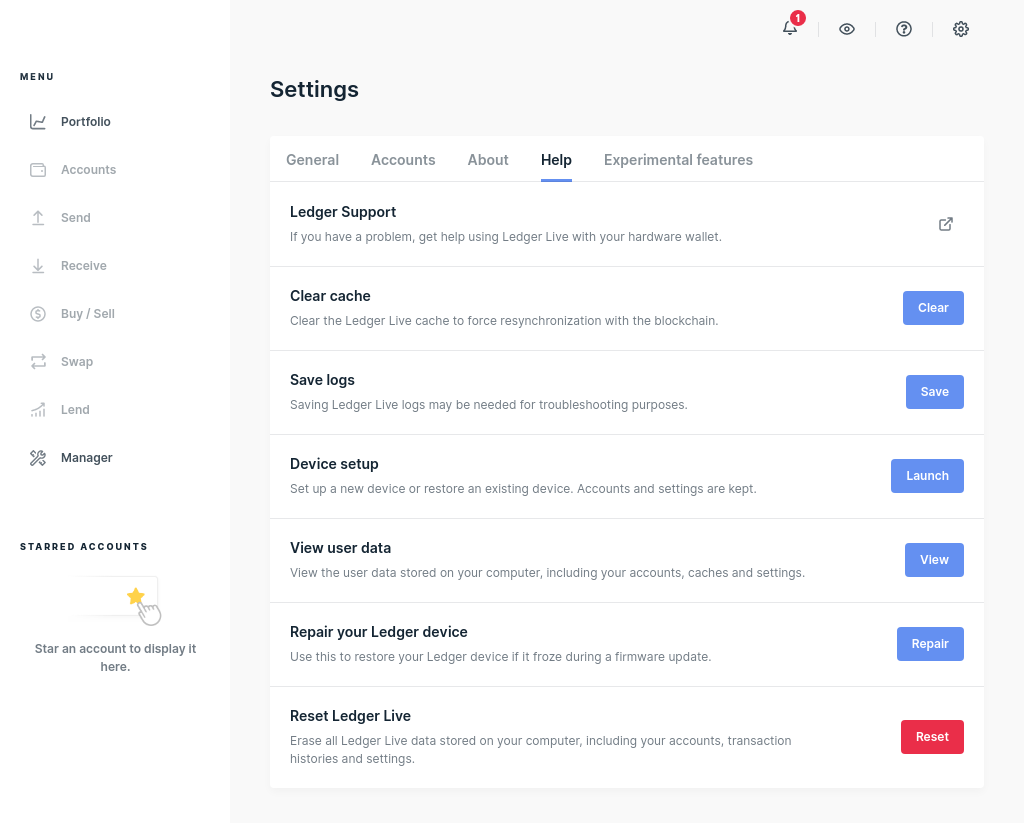 1
MENU
Portfolio
Accounts
Send
Receive
Buy / Sell
Swap
Lend
Manager
STARRED ACCOUNTS
Star an account to display it
here.
Settings
General Accounts About Help Experimental features
Ledger Support
If you have a problem, get help using Ledger Live with your hardware wallet.
Clear cache
Clear the Ledger Live cache to force resynchronization with the blockchain.
Clear
Save logs
Saving Ledger Live logs may be needed for troubleshooting purposes.
Save
Device setup
Set up a new device or restore an existing device. Accounts and settings are kept.
Launch
View user data
View the user data stored on your computer, including your accounts, caches and settings.
View
Repair your Ledger device
Use this to restore your Ledger device if it froze during a firmware update.
Repair
Reset Ledger Live
Erase all Ledger Live data stored on your computer, including your accounts, transaction
histories and settings.
Reset